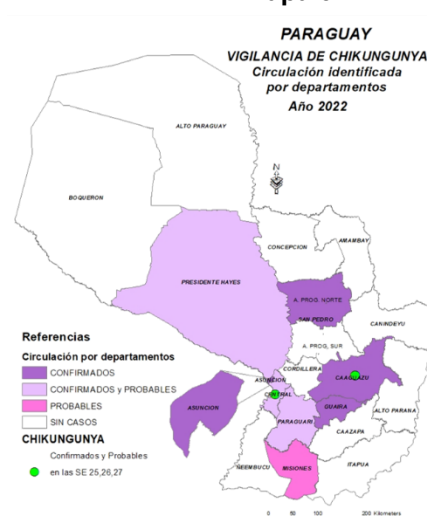 PARAGUAY
VIGILANCIA DE CHIKUNGUNYA
Circulación identificada
por departamentos
Año 2022
ALTO PARAGUAY
BOQUERON
N
CONCEPCION
AMAMBAY
PRESIDENTE HAYES
A. PROG. NORTE
SAN PEDRO
CANINDEYU
A. PROG. SUR
CORDILLERA
ASUNCION
CAAGUAZU
CENTRAL
ASUNCION
GUAIRA
ALTO PARANA
PARAGUARI
CAAZAPA
ÑEEMBUCU
MISIONES
ITAPUA
Referencias
Circulación por departamentos
CONFIRMADOS
CONFIRMADOS y PROBABLES
PROBABLES
SIN CASOS
CHIKUNGUNYA
Confirmados y Probables
en las SE 25,26,27
0 50 100 200 Kilometers